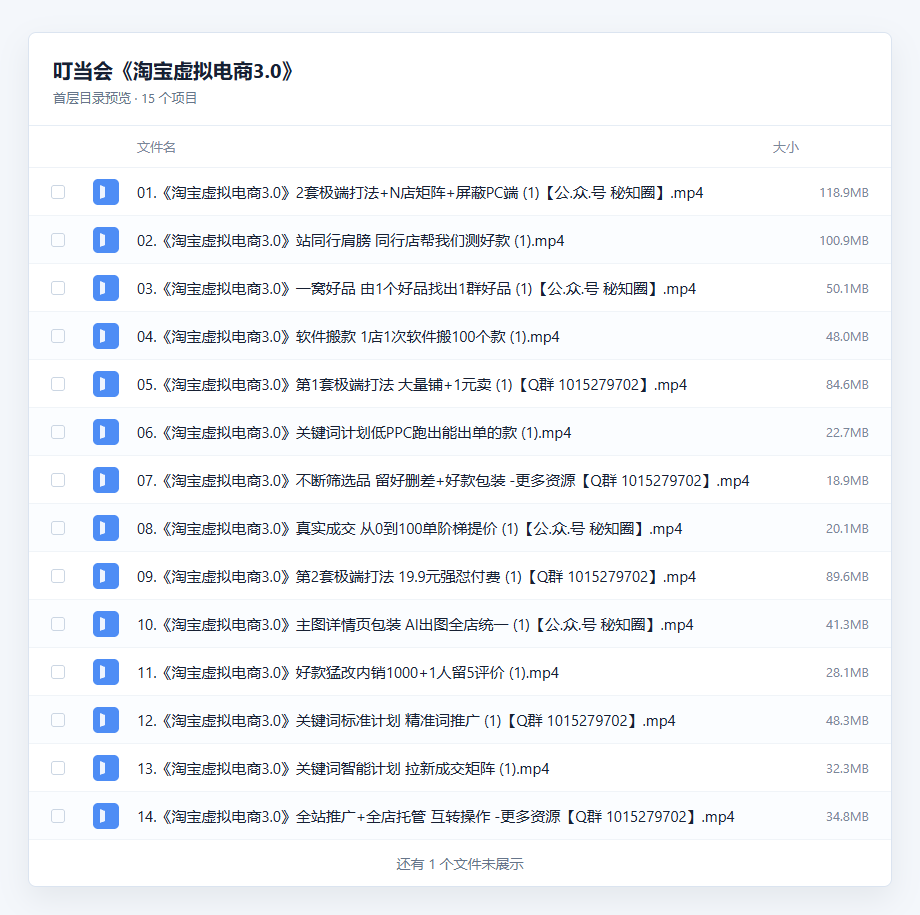 叮当会《淘宝虚拟电商3.0》
首层目录预览 · 15 个项目
文件名 大小
01.《淘宝虚拟电商3.0》2套极端打法+N店矩阵+屏蔽PC端 (1)【公.众.号 秘知圈】.mp4 118.9MB
02.《淘宝虚拟电商3.0》站同行肩膀 同行店帮我们测好款 (1).mp4 100.9MB
03.《淘宝虚拟电商3.0》一窝好品 由1个好品找出1群好品 (1)【公.众.号 秘知圈】.mp4 50.1MB
04.《淘宝虚拟电商3.0》软件搬款 1店1次软件搬100个款 (1).mp4 48.0MB
05.《淘宝虚拟电商3.0》第1套极端打法 大量铺+1元卖 (1)【Q群 1015279702】.mp4 84.6MB
06.《淘宝虚拟电商3.0》关键词计划低PPC跑出能出单的款 (1).mp4 22.7MB
07.《淘宝虚拟电商3.0》不断筛选品 留好删差+好款包装 -更多资源【Q群 1015279702】.mp4 18.9MB
08.《淘宝虚拟电商3.0》真实成交 从0到100单阶梯提价 (1)【公.众.号 秘知圈】.mp4 20.1MB
09.《淘宝虚拟电商3.0》第2套极端打法 19.9元强怼付费 (1)【Q群 1015279702】.mp4 89.6MB
10.《淘宝虚拟电商3.0》主图详情页包装 AI出图全店统一 (1)【公.众.号 秘知圈】.mp4 41.3MB
11.《淘宝虚拟电商3.0》好款猛改内销1000+1人留5评价 (1).mp4 28.1MB
12.《淘宝虚拟电商3.0》关键词标准计划 精准词推广 (1)【Q群 1015279702】.mp4 48.3MB
13.《淘宝虚拟电商3.0》关键词智能计划 拉新成交矩阵 (1).mp4 32.3MB
14.《淘宝虚拟电商3.0》全站推广+全店托管 互转操作 -更多资源【Q群 1015279702】.mp4 34.8MB
还有 1 个文件未展示